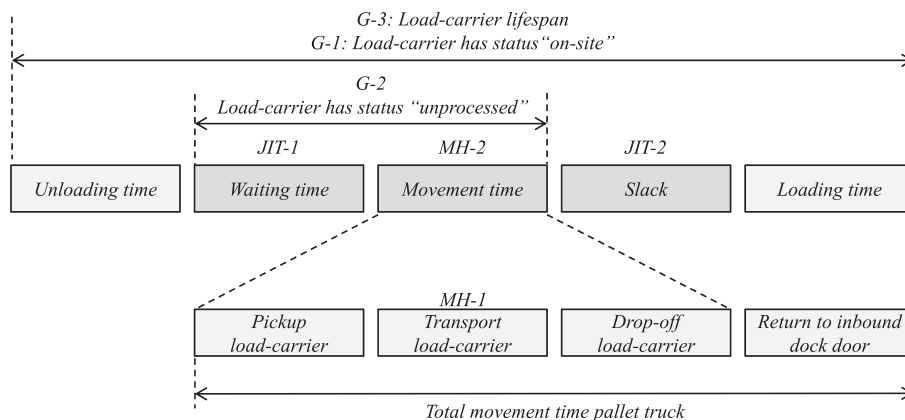 G-3: Load-carrier lifespan
G-1: Load-carrier has status“on-site”
G-2
Load-carrier has status “unprocessed”
JIT-1
MH-2
JIT-2
Unloading time
Waiting time
Movement time
Slack
Loading time
MH-1
Pickup
load-carrier
Transport
load-carrier
Drop-off
load-carrier
Return to inbound
dock door
Total movement time pallet truck